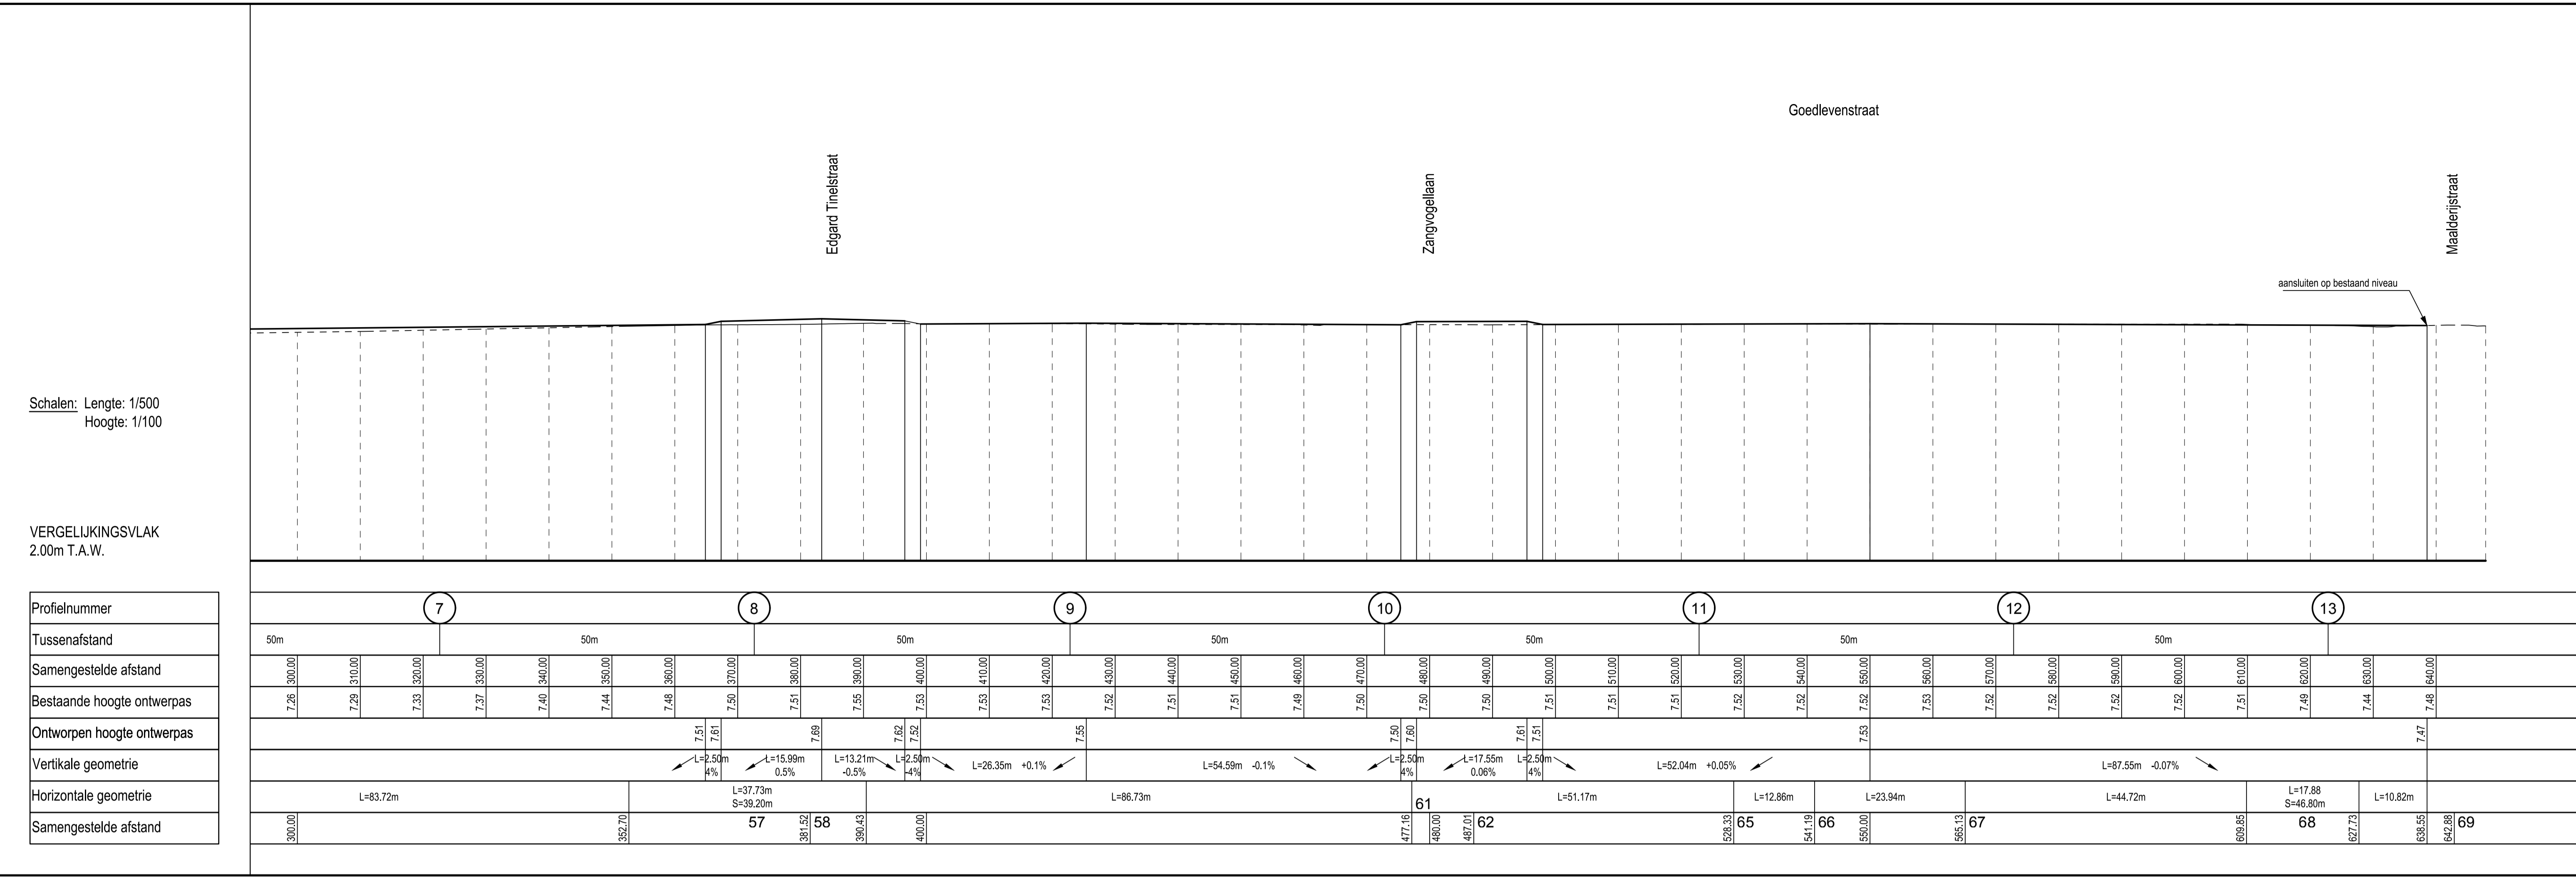 Goedlevenstraat
Edgard Tinelstraat
Zangvogellaan
Maalderijstraat
aansluiten op bestaand niveau
Schalen: Lengte: 1/500
Hoogte: 1/100
VERGELIJKINGSVLAK
2.00m T.A.W.
Profielnummer 7 8 9 10 11 12 13
Tussenafstand 50m 50m 50m 50m 50m 50m 50m
Samengestelde afstand 300.00 310.00 320.00 330.00 340.00 350.00 360.00 370.00 380.00 390.00 400.00 410.00 420.00 430.00 440.00 450.00 460.00 470.00 480.00 490.00 500.00 510.00 520.00 530.00 540.00 550.00 560.00 570.00 580.00 590.00 600.00 610.00 620.00 630.00 640.00
Bestaande hoogte ontwerpas 7.26 7.29 7.33 7.37 7.40 7.44 7.48 7.50 7.51 7.55 7.53 7.53 7.53 7.52 7.51 7.51 7.49 7.50 7.50 7.50 7.51 7.51 7.51 7.52 7.52 7.52 7.53 7.52 7.52 7.52 7.52 7.51 7.49 7.44 7.48
Ontworpen hoogte ontwerpas 7.51 7.61 7.69 7.62 7.52 7.55 7.50 7.60 7.61 7.51 7.53 7.47
Vertikale geometrie L=2.50m L=15.99m L=13.21m L=2.50m L=26.35m +0.1% L=54.59m -0.1% L=2.50m L=17.55m L=2.50m L=52.04m +0.05% L=87.55m -0.07%
4% 0.5% -0.5% -4% 4% 0.06% 4%
Horizontale geometrie L=83.72m L=37.73m L=86.73m L=51.17m L=12.86m L=23.94m L=44.72m L=17.88 L=10.82m
S=39.20m S=46.80m
61
Samengestelde afstand 300.00 352.70 57 381.52 58 390.43 400.00 477.16 480.00 487.01 62 528.33 65 541.19 66 550.00 565.13 67 609.85 68 627.73 638.55 642.88 69